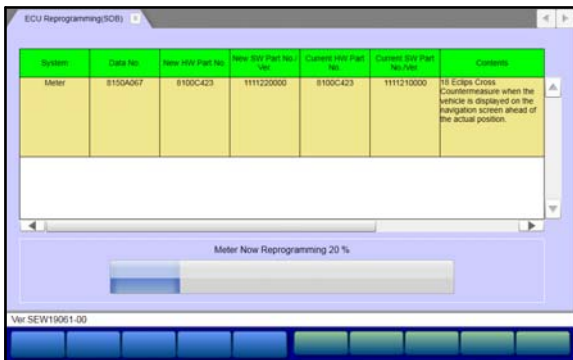 ECU Reprogramming(SOB)
System Data No. New HW Part No. New SW Part No./ Ver. Current HW Part No. Current SW Part No./Ver. Contents
Meter 8150A067 8100C423 1111220000 8100C423 1111210000 18 Eclips Cross
Countermeasure when the
vehicle is displayed on the
navigation screen ahead of
the actual position.
Meter Now Reprogramming 20 %
Ver SEW19061-00